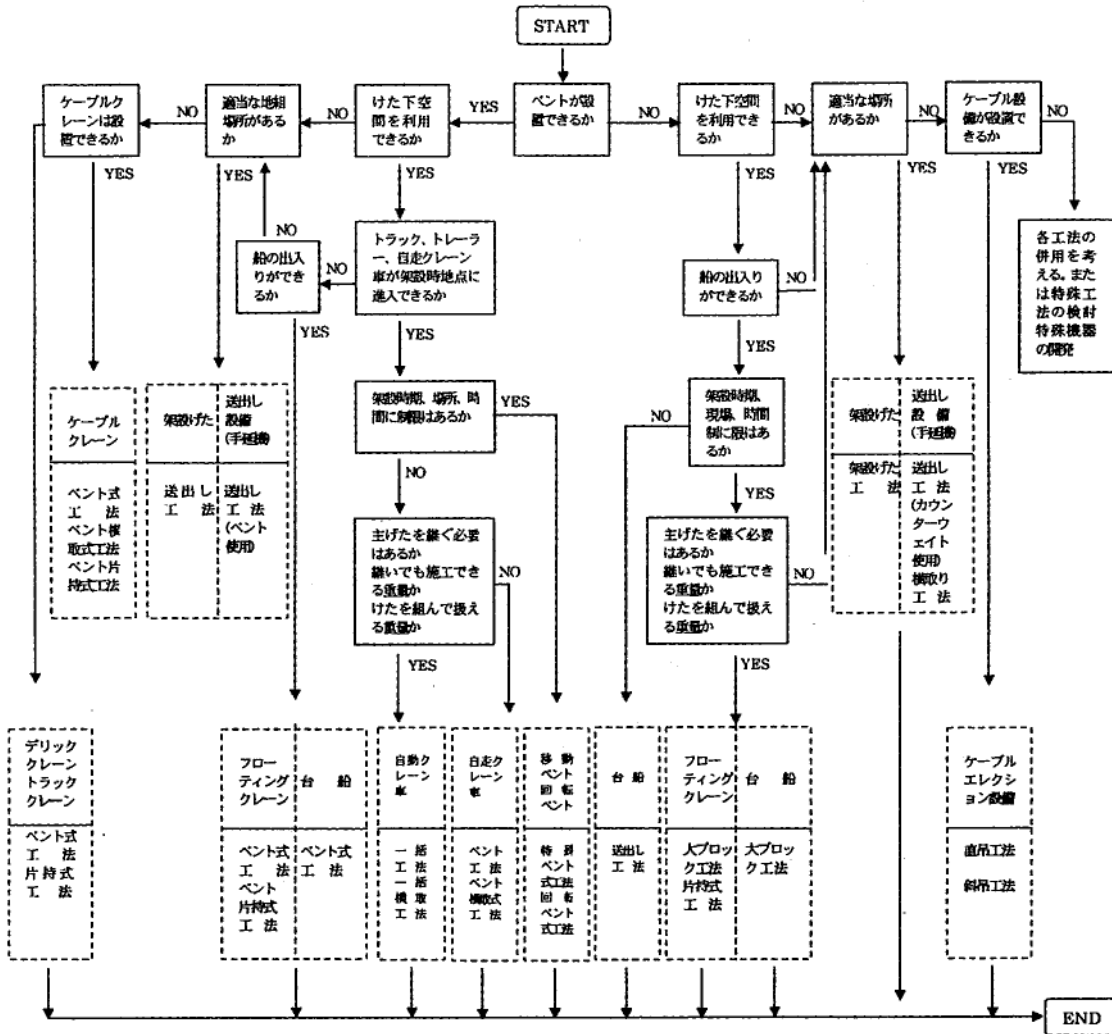 START
ケーブルク
レーンは設
置できるか
NO
適当な地組
場所がある
か
NO
けた下空
間を利用
できるか
YES
ベントが設
置できるか
NO
けた下空間
を利用でき
るか
NO
適当な場所
があるか
NO
ケーブル設
備が設置で
きるか
NO
YES
YES
YES
YES
YES
YES
NO
船の出入
りができ
るか
NO
トラック、トレーラ
ー、自走クレーン
車が架設時地点に
進入できるか
船の出入り
ができるか
NO
各工法の
併用を考
える。また
は特殊工
法の検討
特殊機器
の開発
YES
YES
YES
架設時期、場所、時
間に制限はあるか
YES
NO
架設時期、
現場、時間
制に限はあ
るか
NO
YES
主げたを継ぐ必要
はあるか
継いでも施工でき
る重量か
けたを組んで扱え
る重量か
NO
YES
主げたを継ぐ必要
はあるか
継いでも施工でき
る重量か
けたを組んで扱え
る重量か
NO
YES
ケーブル
クレーン
ベント式
工法
ベント横
取式工法
ベント片
持式工法
架設けた
送出し
設備
(手延機)
送出し
工法
送出し
工法
(ベント
使用)
架設けた
送出し
設備
(手延機)
架設けた
工法
送出し
工法
(カウン
ターウ
ェイト
使用)
横取り
工法
デリック
クレーン
トラック
クレーン
ベント式
工法
片持式
工法
フロー
ティング
クレーン
台船
ベント式
工法
ベント
片持式
工法
ベント式
工法
自動ク
レーン
車
一括
工法
一括
横取
工法
自走ク
レーン
車
ベント
工法
ベント
横取式
工法
移動
ベント
回転
ベント
特殊
ベント
式工法
回転
ベント
式工法
台船
送出し
工法
フロー
ティング
クレーン
台船
大ブロッ
ク工法
片持式
工法
大ブロッ
ク工法
ケーブル
エレクシ
ョン設備
直吊工法
斜吊工法
END